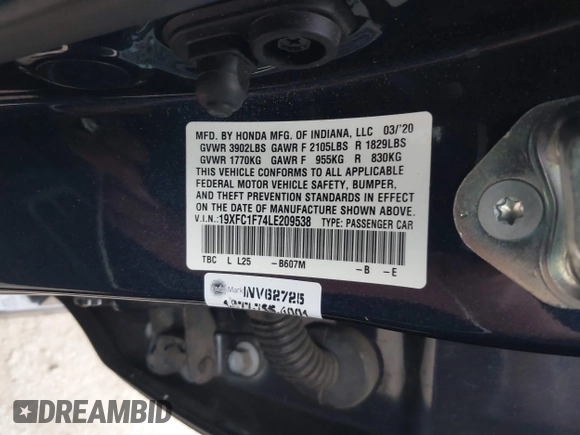 MFD. BY HONDA MFG. OF INDIANA, LLC 03/'20
GVWR 3902LBS GAWR F 2105LBS R 1829LBS
GVWR 1770KG GAWR F 955KG R 830KG
THIS VEHICLE CONFORMS TO ALL APPLICABLE
FEDERAL MOTOR VEHICLE SAFETY, BUMPER,
AND THEFT PREVENTION STANDARDS IN EFFECT
ON THE DATE OF MANUFACTURE SHOWN ABOVE.
V.I.N.:19XFC1F74LE209538 TYPE: PASSENGER CAR
TBC L L25 -B607M -B -E
Mark INV62725
DREAMBID